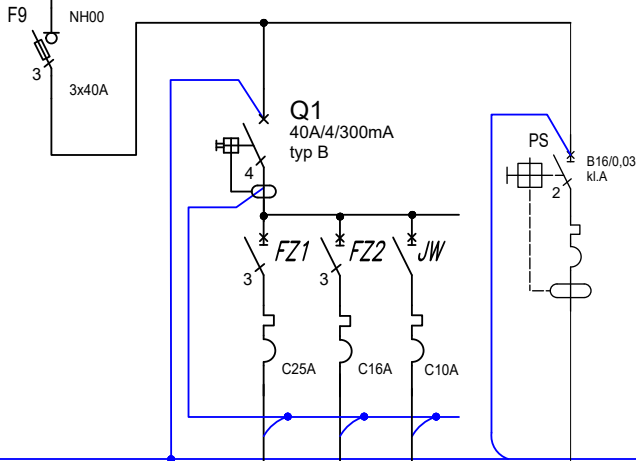 F9
NH00
3
3x40A
Q1
40A/4/300mA
typ B
4
PS
B16/0,03
kl.A
2
FZ1
FZ2
JW
3
3
C25A
C16A
C10A